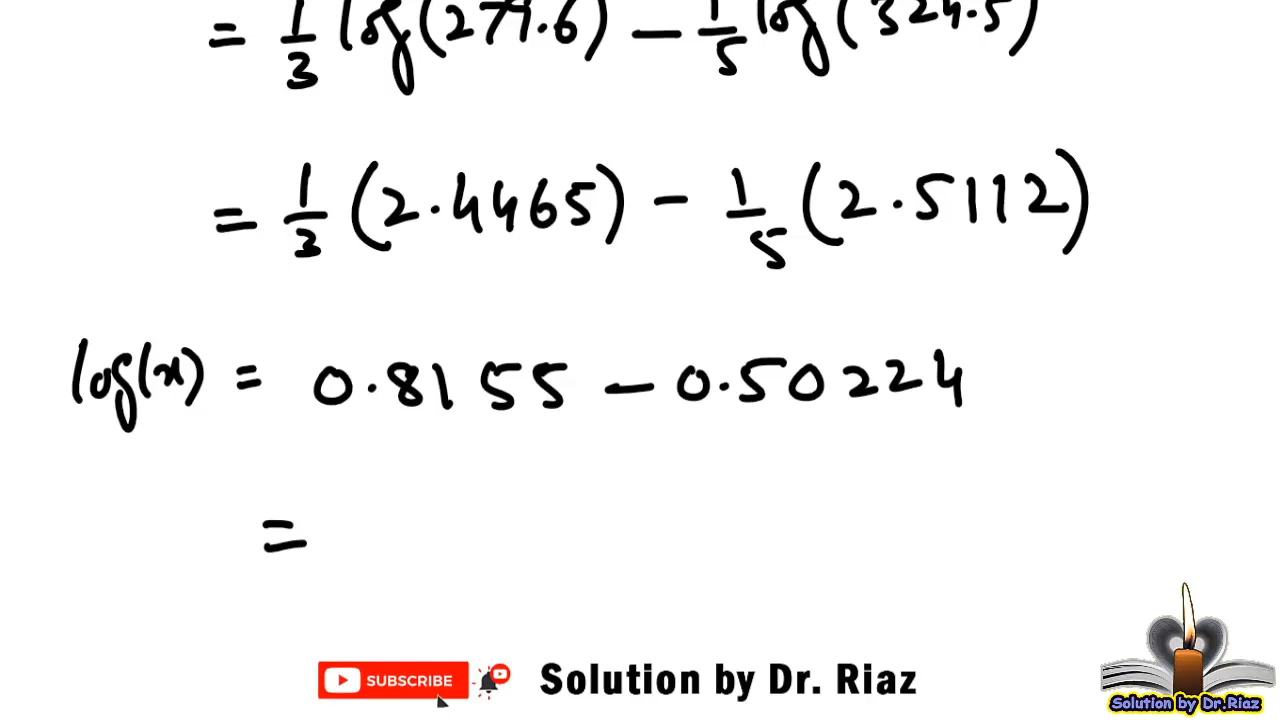 = 1/3 log(279.6) - 1/5 log(324.5)
= 1/3 (2.4465) - 1/5 (2.5112)
log(x) = 0.8155 - 0.50224
=
SUBSCRIBE
Solution by Dr. Riaz
Solution by Dr.Riaz